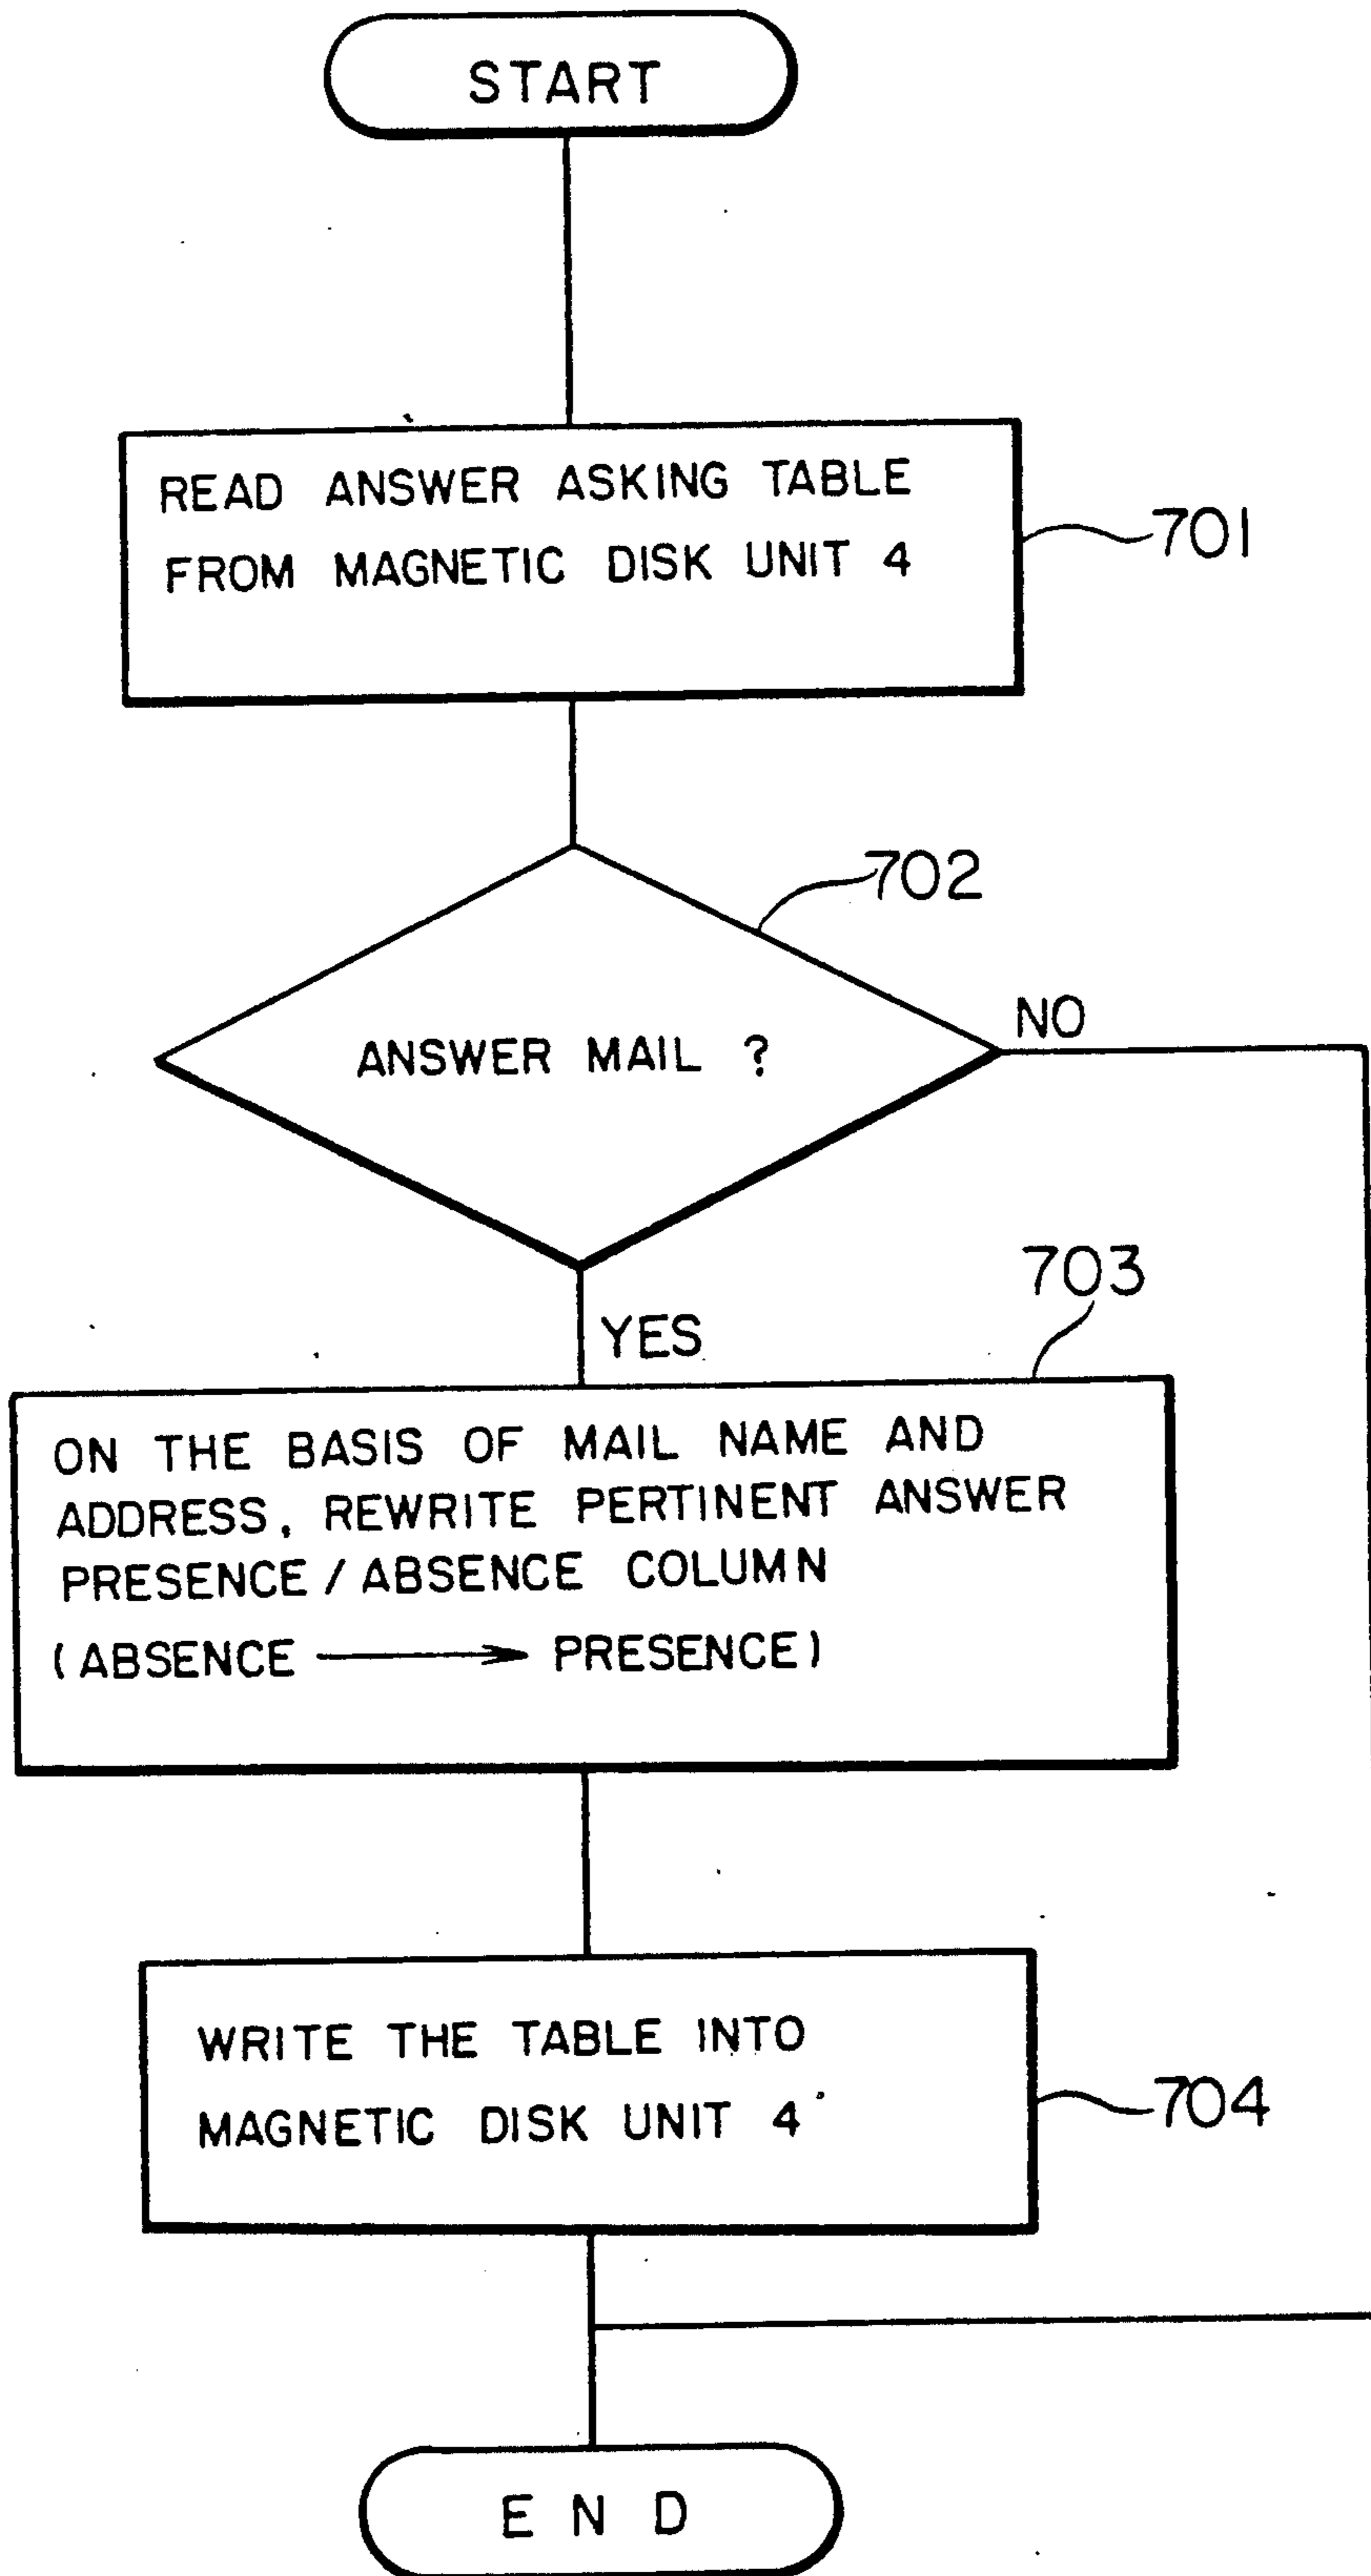 START
READ ANSWER ASKING TABLE
FROM MAGNETIC DISK UNIT 4
701
702
ANSWER MAIL ?
NO
YES
703
ON THE BASIS OF MAIL NAME AND
ADDRESS, REWRITE PERTINENT ANSWER
PRESENCE / ABSENCE COLUMN
(ABSENCE → PRESENCE)
WRITE THE TABLE INTO
MAGNETIC DISK UNIT 4
704
END